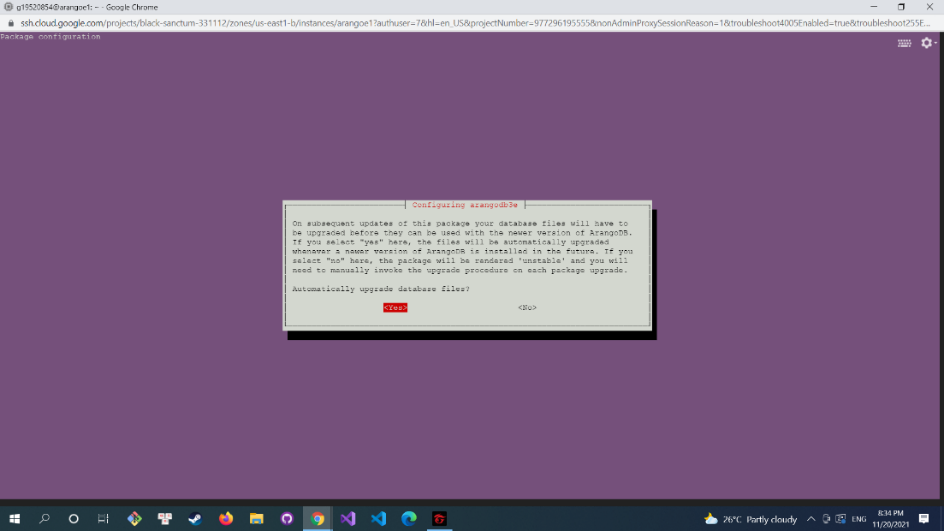 g19520854@arangoe1: ~ - Google Chrome
ssh.cloud.google.com/projects/black-sanctum-331112/zones/us-east1-b/instances/arangoe1?authuser=7&hl=en_US&projectNumber=977296195555&nonAdminProxySessionReason=1&troubleshoot4005Enabled=true&troubleshoot255E...
Package configuration
Configuring arangodb3e
On subsequent updates of this package your database files will have to
be upgraded before they can be used with the newer version of ArangoDB.
If you select "yes" here, the files will be automatically upgraded
whenever a newer version of ArangoDB is installed in the future. If you
select "no" here, the package will be rendered 'unstable' and you will
need to manually invoke the upgrade procedure on each package upgrade.
Automatically upgrade database files?
<Yes> <No>
26°C Partly cloudy ENG
8:34 PM
11/20/2021